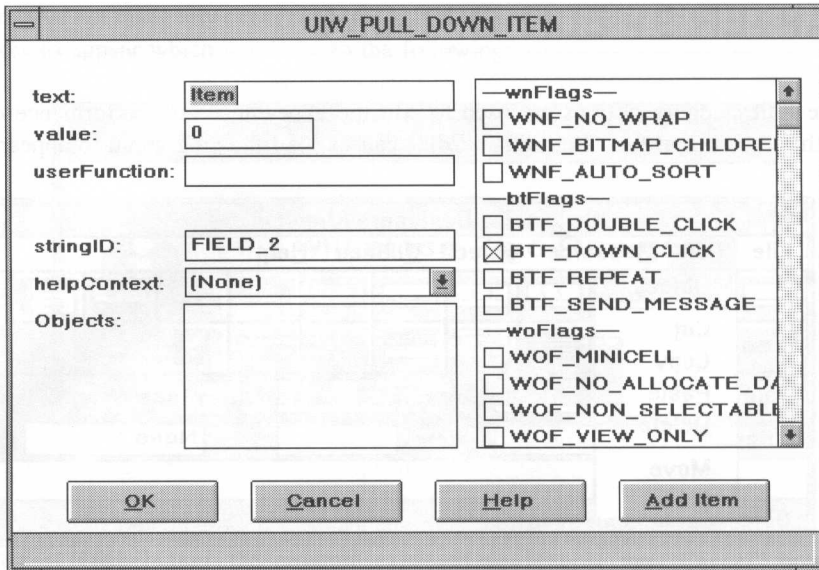 UIW_PULL_DOWN_ITEM
text: Item
value: 0
userFunction:
stringID: FIELD_2
helpContext: (None)
Objects:
wnFlags
WNF_NO_WRAP
WNF_BITMAP_CHILDREN
WNF_AUTO_SORT
btFlags
BTF_DOUBLE_CLICK
BTF_DOWN_CLICK
BTF_REPEAT
BTF_SEND_MESSAGE
woFlags
WOF_MINICELL
WOF_NO_ALLOCATE_DA
WOF_NON_SELECTABLE
WOF_VIEW_ONLY
OK Cancel Help Add Item